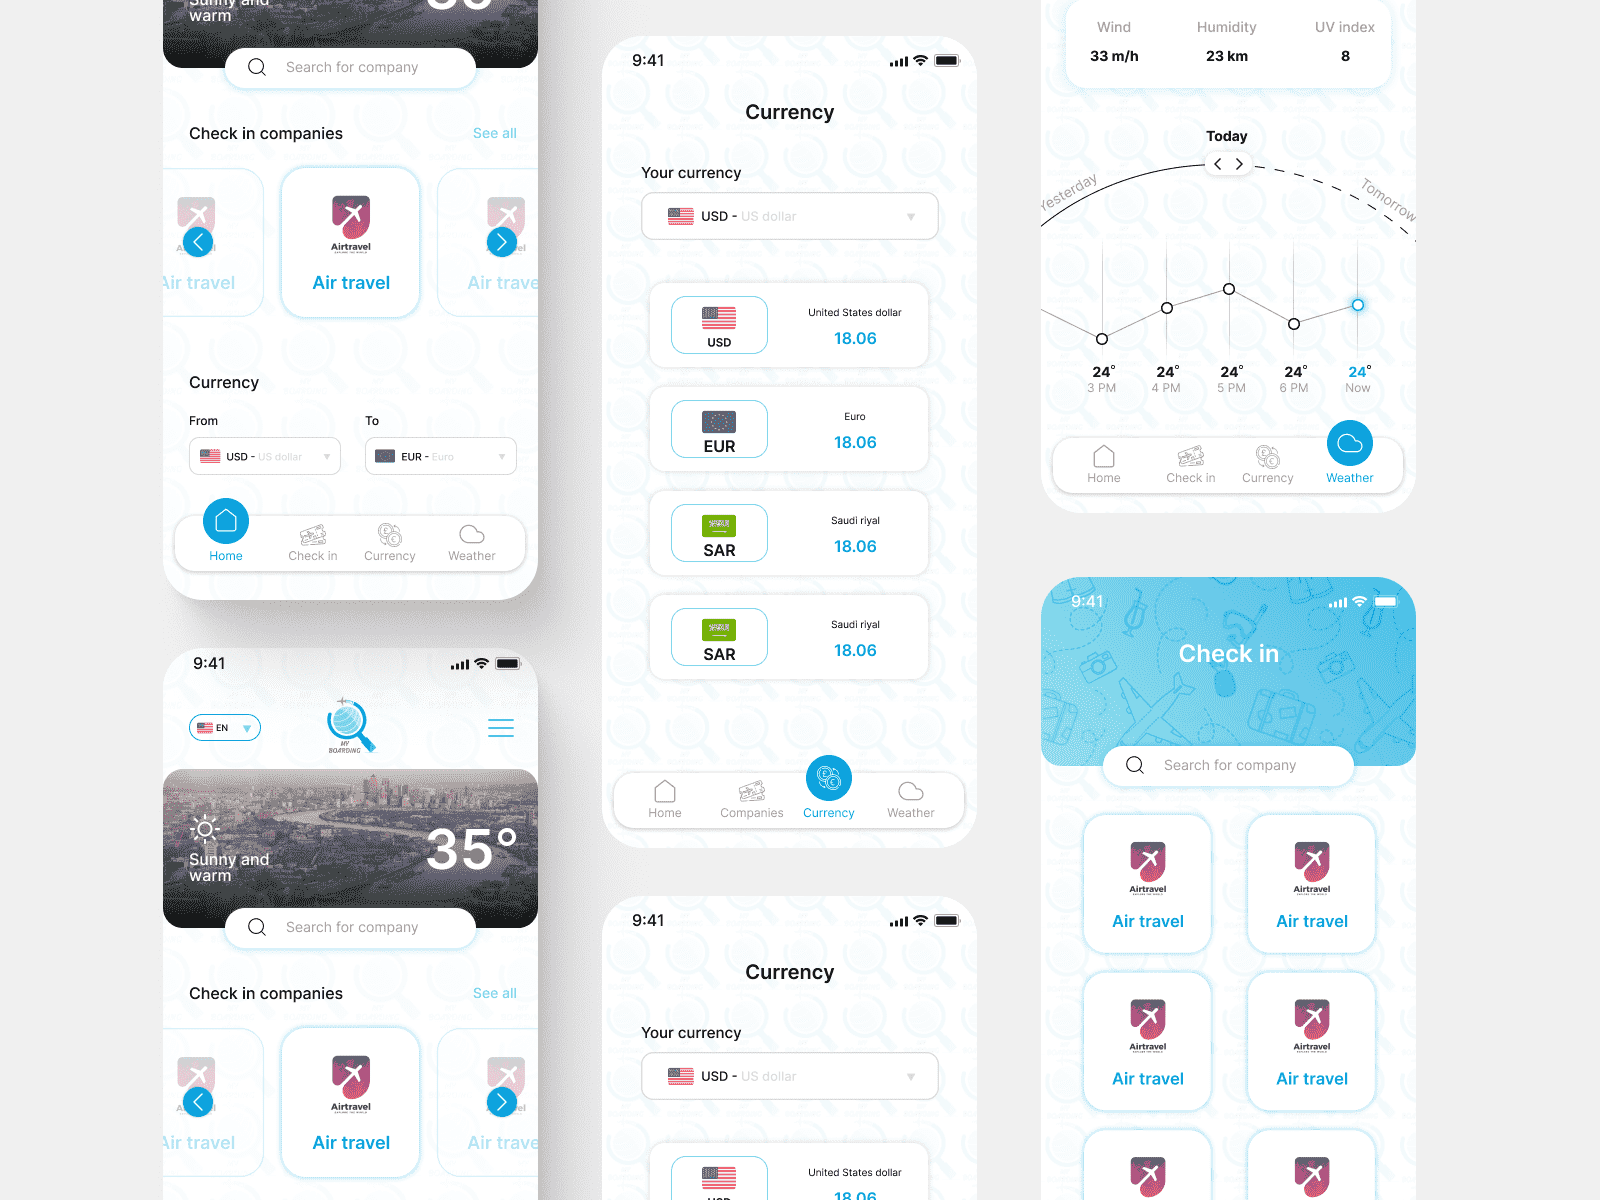 Sunny and
warm
Search for company
Check in companies
See all
Airtravel
Air travel
Air travel
Air travel
Currency
From
To
USD - US dollar
EUR - Euro
Home
Check in
Currency
Weather
9:41
EN
MY
BOARDING
Sunny and
warm
35°
Search for company
Check in companies
See all
Airtravel
EXPLORE THE WORLD
Air travel
Air travel
Air travel
9:41
Currency
Your currency
USD - US dollar
USD
United States dollar
18.06
EUR
Euro
18.06
SAR
Saudi riyal
18.06
SAR
Saudi riyal
18.06
Home
Companies
Currency
Weather
9:41
Currency
Your currency
USD - US dollar
United States dollar
18.06
Wind
Humidity
UV index
33 m/h
23 km
8
Today
Yesterday
Tomorrow
24° 24° 24° 24° 24°
3 PM 4 PM 5 PM 6 PM Now
Home
Check in
Currency
Weather
9:41
Check in
Search for company
Airtravel
Air travel
Airtravel
Air travel
Airtravel
Air travel
Airtravel
Air travel